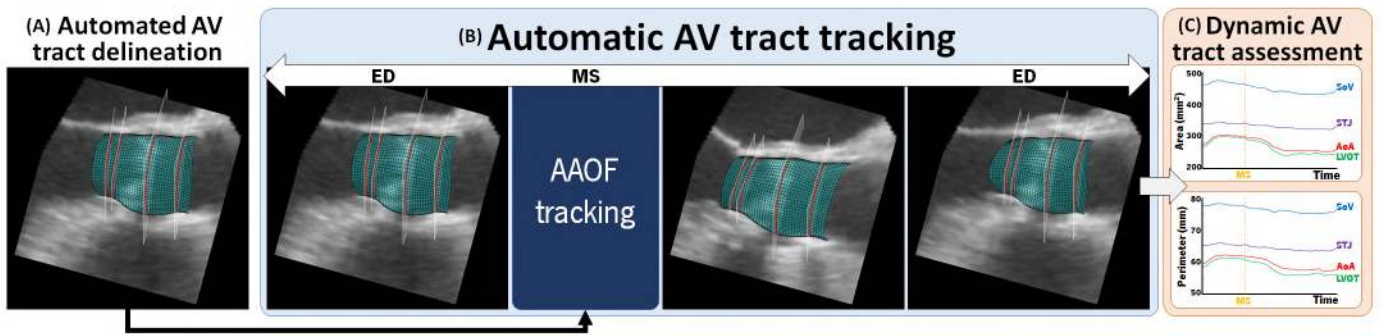 (A) Automated AV
tract delineation
(B) Automatic AV tract tracking
ED
MS
ED
AAOF
tracking
(C) Dynamic AV
tract assessment
Area (mm²)
500
400
300
200
SoV
STJ
AoA
LVOT
MS
Time
Perimeter (mm)
80
70
60
50
SoV
STJ
AoA
LVOT
MS
Time